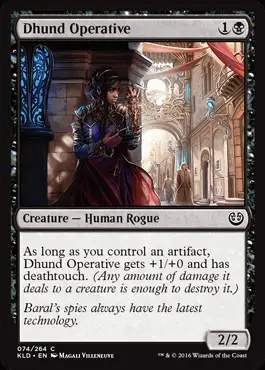 Dhund Operative 1
Creature — Human Rogue
As long as you control an artifact,
Dhund Operative gets +1/+0 and has
deathtouch. (Any amount of damage it
deals to a creature is enough to destroy it.)
Baral's spies always have the latest
technology.
2/2
074/264 C
KLD • EN MAGALI VILLENEUVE
™ & © 2016 Wizards of the Coast